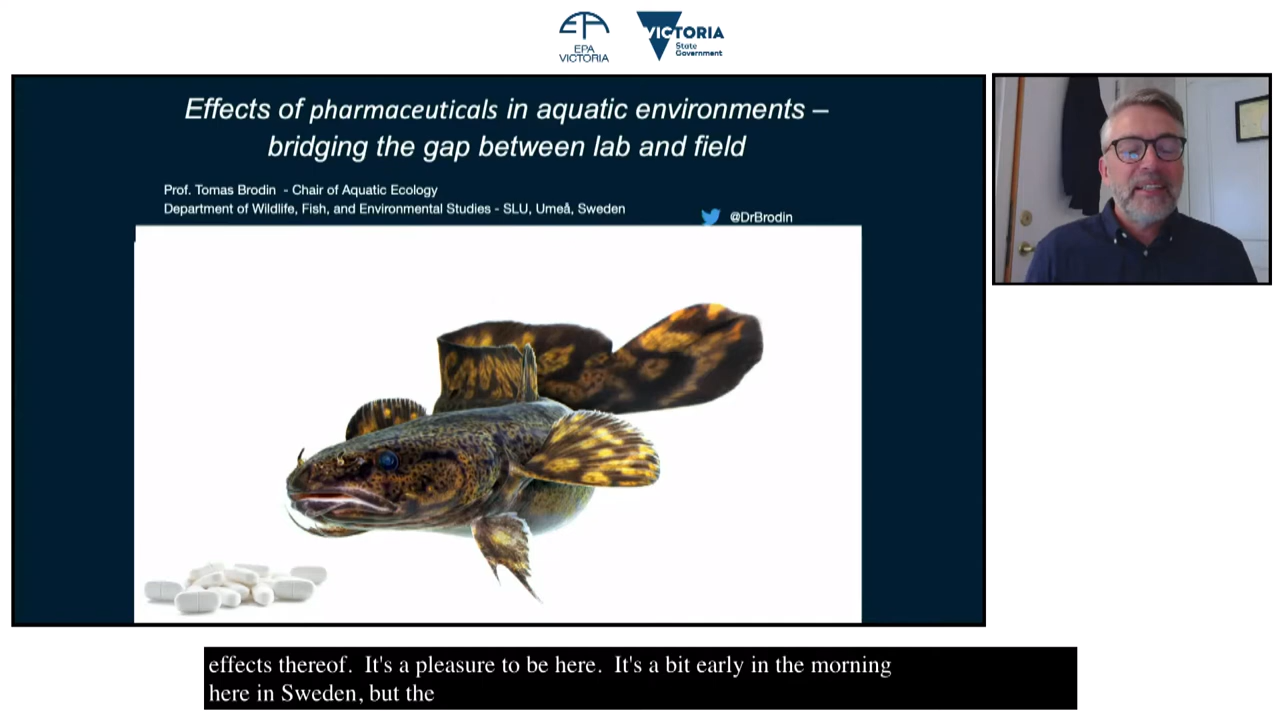 EPA
VICTORIA
VICTORIA
State
Government
Effects of pharmaceuticals in aquatic environments –
bridging the gap between lab and field
Prof. Tomas Brodin - Chair of Aquatic Ecology
Department of Wildlife, Fish, and Environmental Studies - SLU, Umeå, Sweden
@DrBrodin
effects thereof. It's a pleasure to be here. It's a bit early in the morning
here in Sweden, but the